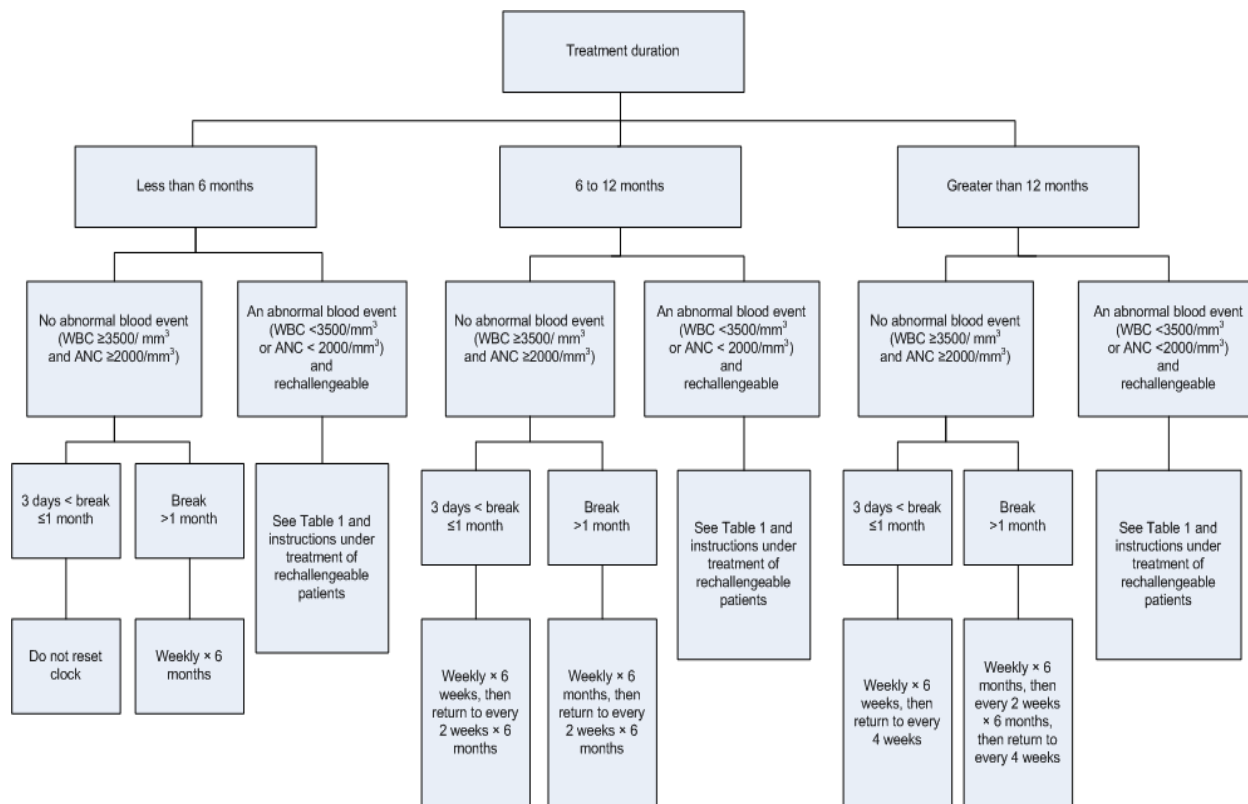 Treatment duration
Less than 6 months
6 to 12 months
Greater than 12 months
No abnormal blood event
(WBC ≥3500/ mm³
and ANC ≥2000/mm³)
An abnormal blood event
(WBC <3500/mm³
or ANC < 2000/mm³)
and
rechallengeable
No abnormal blood event
(WBC ≥3500/ mm³
and ANC ≥2000/mm³)
An abnormal blood event
(WBC <3500/mm³
or ANC < 2000/mm³)
and
rechallengeable
No abnormal blood event
(WBC ≥3500/ mm³
and ANC ≥2000/mm³)
An abnormal blood event
(WBC <3500/mm³
or ANC <2000/mm³)
and
rechallengeable
3 days < break
≤1 month
Break
>1 month
See Table 1 and
instructions under
treatment of
rechallengeable
patients
3 days < break
≤1 month
Break
>1 month
See Table 1 and
instructions under
treatment of
rechallengeable
patients
3 days < break
≤1 month
Break
>1 month
See Table 1 and
instructions under
treatment of
rechallengeable
patients
Do not reset
clock
Weekly × 6
months
Weekly × 6
weeks, then
return to every
2 weeks × 6
months
Weekly × 6
months, then
return to every
2 weeks × 6
months
Weekly × 6
weeks, then
return to every
4 weeks
Weekly × 6
months, then
every 2 weeks
× 6 months,
then return to
every 4 weeks